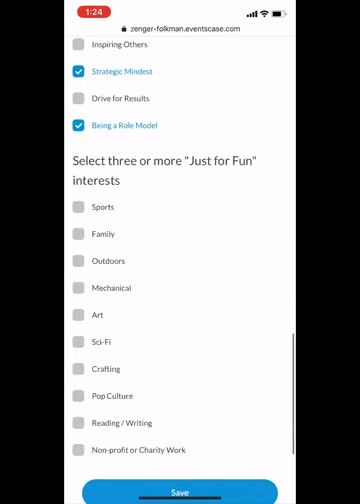 1:24
zenger-folkman.eventscase.com
Inspiring Others
Strategic Mindest
Drive for Results
Being a Role Model
Select three or more "Just for Fun"
interests
Sports
Family
Outdoors
Mechanical
Art
Sci-Fi
Crafting
Pop Culture
Reading / Writing
Non-profit or Charity Work
Save